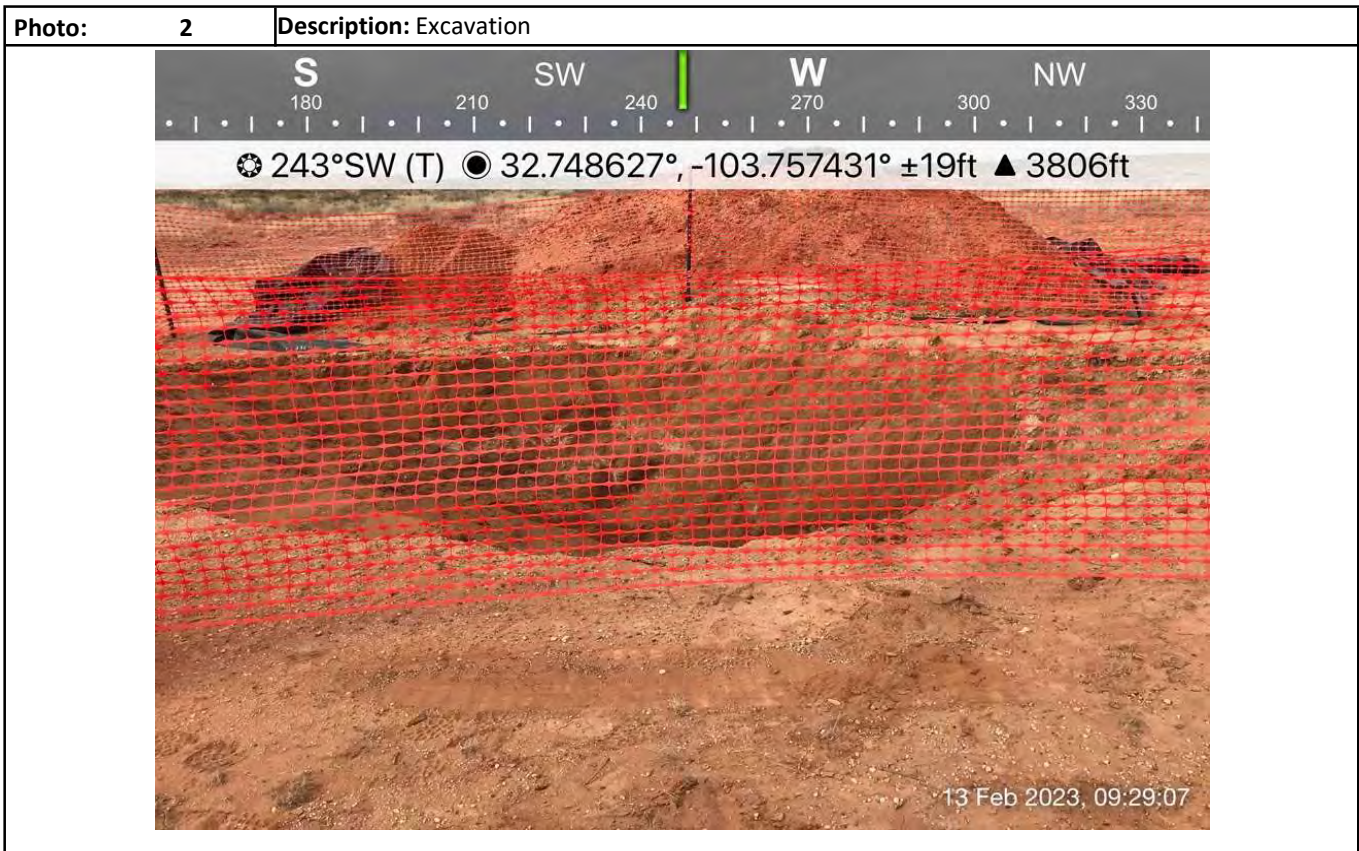 Photo: 2 Description: Excavation
S SW W NW
180 210 240 270 300 330
243°SW (T) 32.748627°, -103.757431° ±19ft ▲ 3806ft
13 Feb 2023, 09:29:07